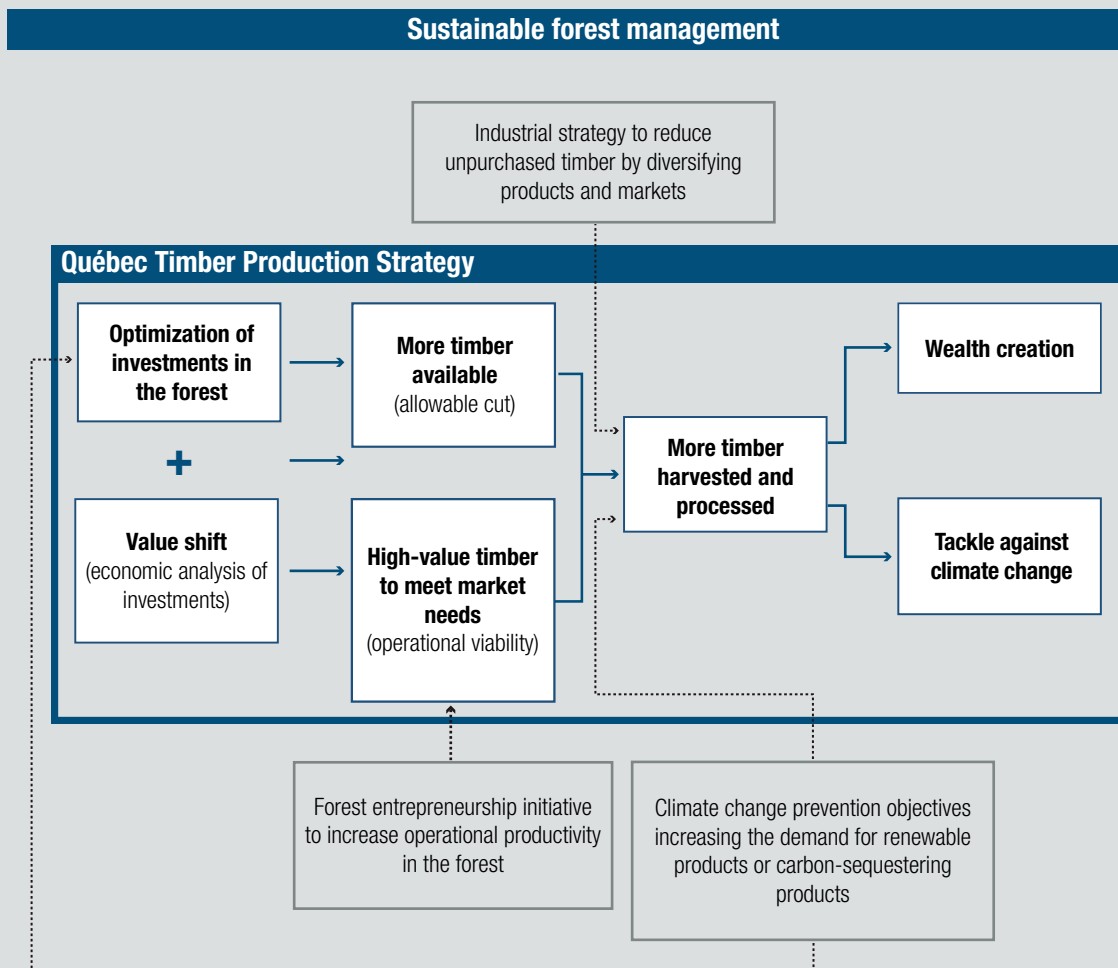 Sustainable forest management
Industrial strategy to reduce
unpurchased timber by diversifying
products and markets
Québec Timber Production Strategy
Optimization of
investments in
the forest
+
Value shift
(economic analysis of
investments)
More timber
available
(allowable cut)
High-value timber
to meet market
needs
(operational viability)
More timber
harvested and
processed
Wealth creation
Tackle against
climate change
Forest entrepreneurship initiative
to increase operational productivity
in the forest
Climate change prevention objectives
increasing the demand for renewable
products or carbon-sequestering
products